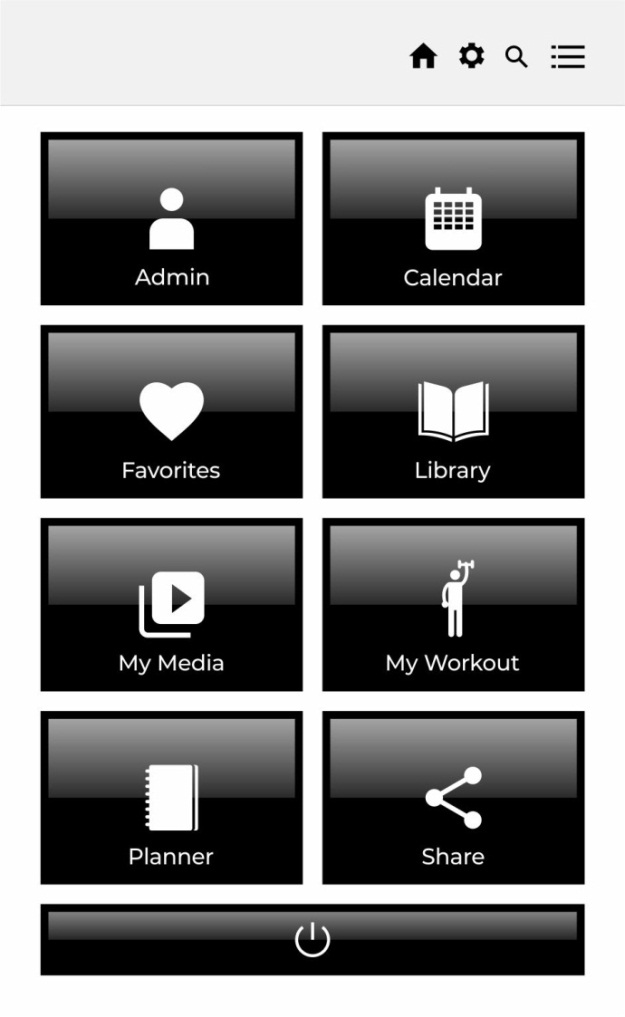 Admin
Calendar
Favorites
Library
My Media
My Workout
Planner
Share